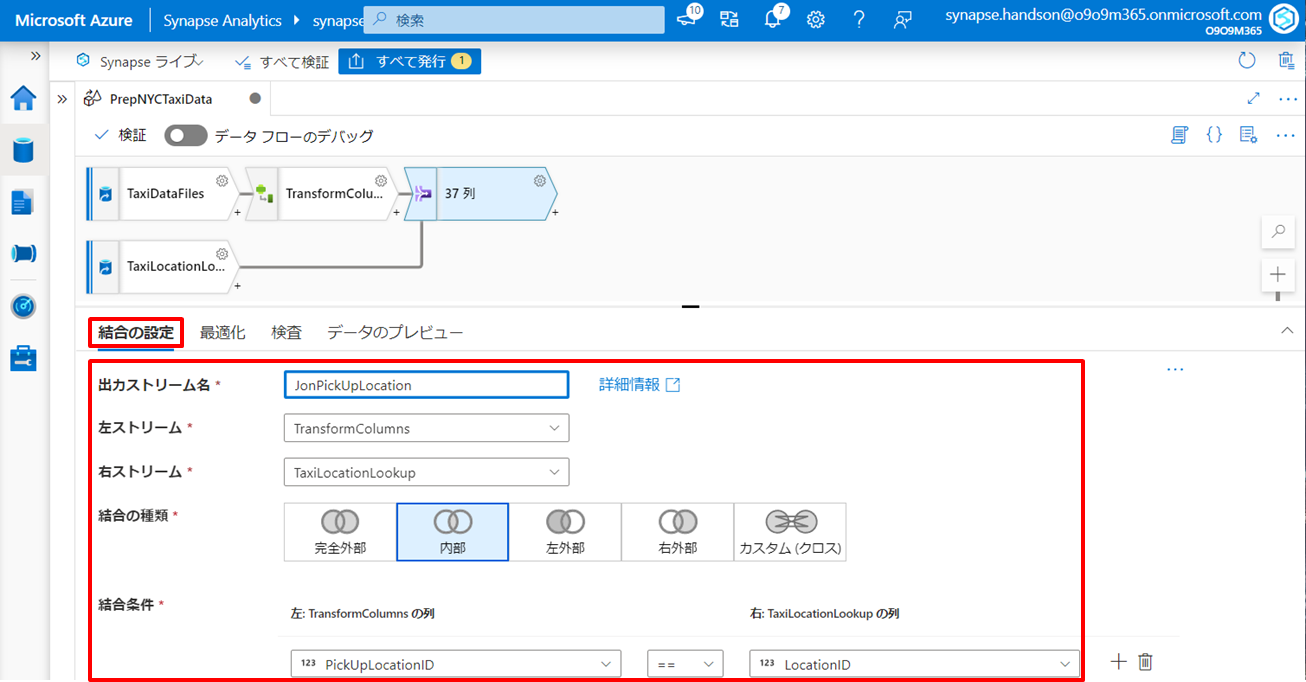 Microsoft Azure
Synapse Analytics
synapse
検索
10
7
synapse.handson@o9o9m365.onmicrosoft.com
O9O9M365
Synapse ライブ
すべて検証
すべて発行
1
PrepNYCTaxiData
検証
データ フローのデバッグ
TaxiDataFiles
TransformColu...
37 列
TaxiLocationLo...
結合の設定
最適化
検査
データのプレビュー
出力ストリーム名 *
JonPickUpLocation
詳細情報
左ストリーム *
TransformColumns
右ストリーム *
TaxiLocationLookup
結合の種類 *
完全外部
内部
左外部
右外部
カスタム (クロス)
結合条件 *
左: TransformColumns の列
右: TaxiLocationLookup の列
123 PickUpLocationID
==
123 LocationID